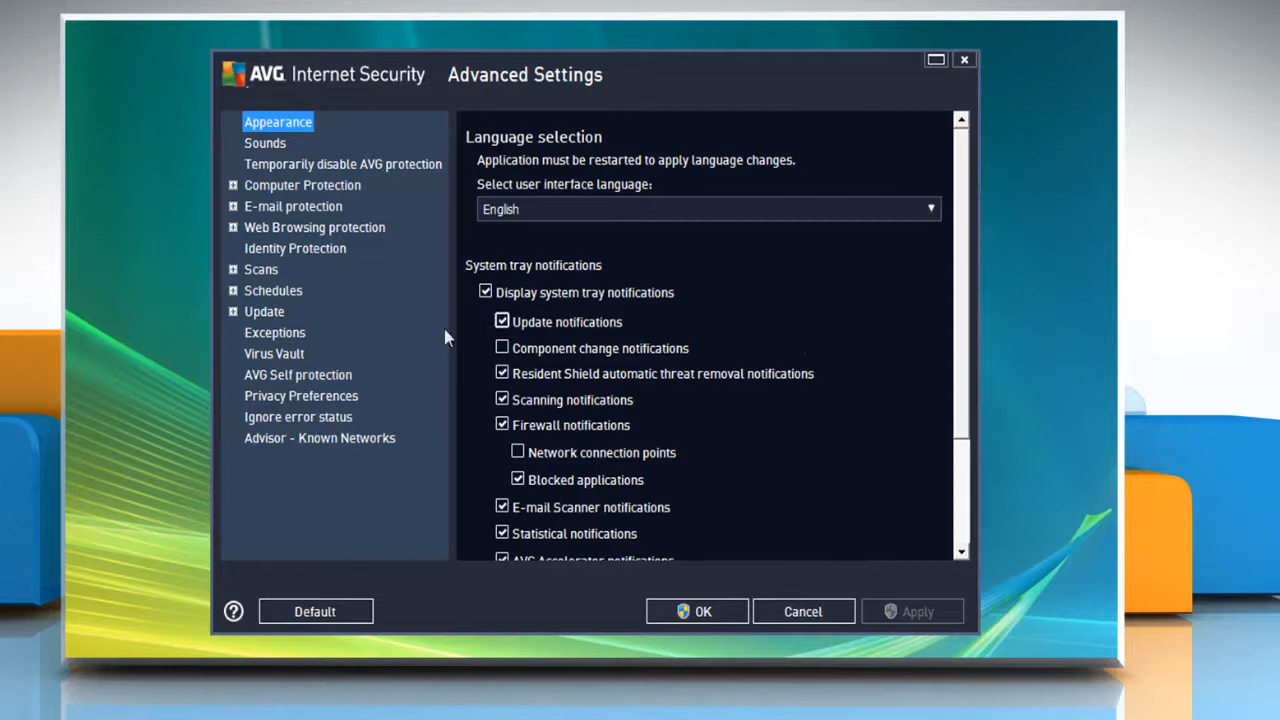 AVG Internet Security Advanced Settings
Appearance
Sounds
Temporarily disable AVG protection
Computer Protection
E-mail protection
Web Browsing protection
Identity Protection
Scans
Schedules
Update
Exceptions
Virus Vault
AVG Self protection
Privacy Preferences
Ignore error status
Advisor - Known Networks
Language selection
Application must be restarted to apply language changes.
Select user interface language:
English
System tray notifications
Display system tray notifications
Update notifications
Component change notifications
Resident Shield automatic threat removal notifications
Scanning notifications
Firewall notifications
Network connection points
Blocked applications
E-mail Scanner notifications
Statistical notifications
AVG Accelerator notifications
? Default OK Cancel Apply